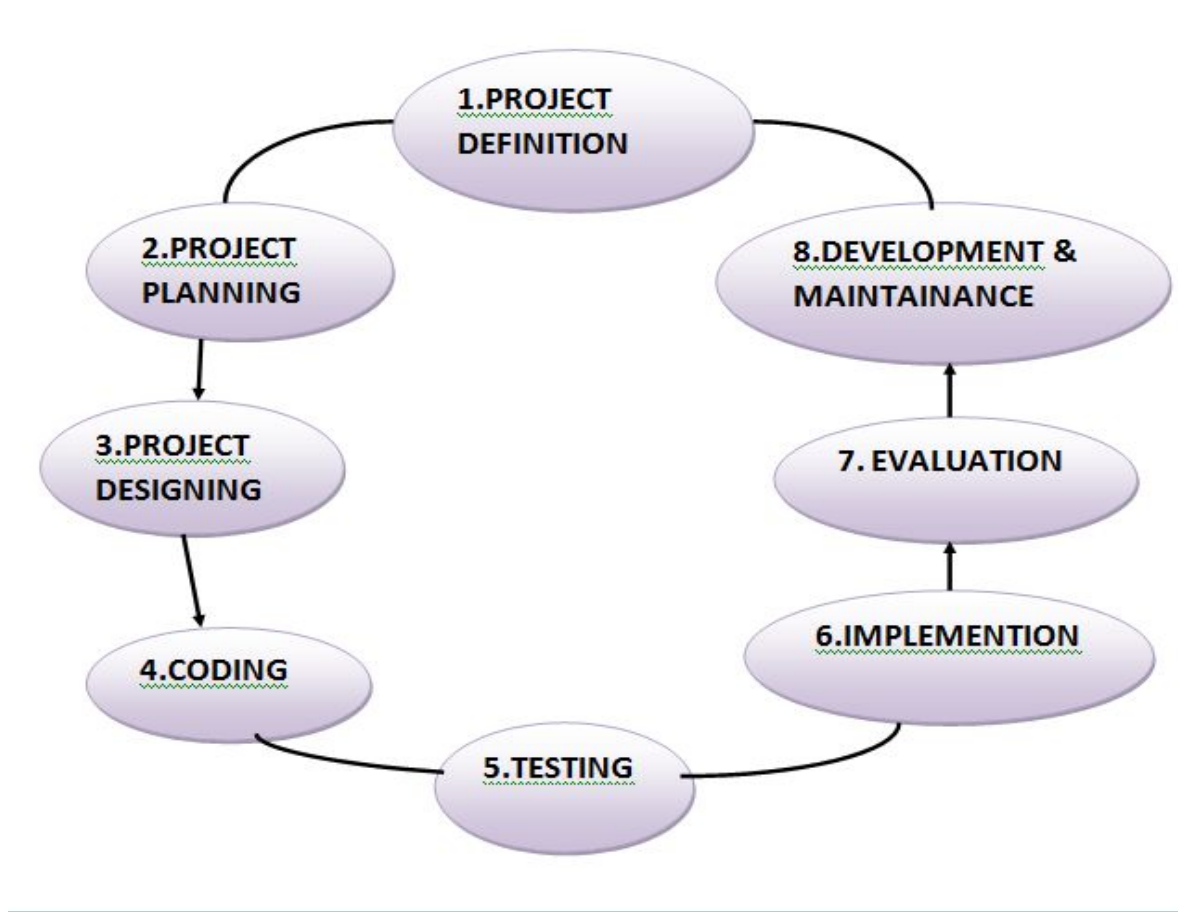 1.PROJECT
DEFINITION
2.PROJECT
PLANNING
3.PROJECT
DESIGNING
4.CODING
5.TESTING
6.IMPLEMENTION
7. EVALUATION
8.DEVELOPMENT &
MAINTAINANCE